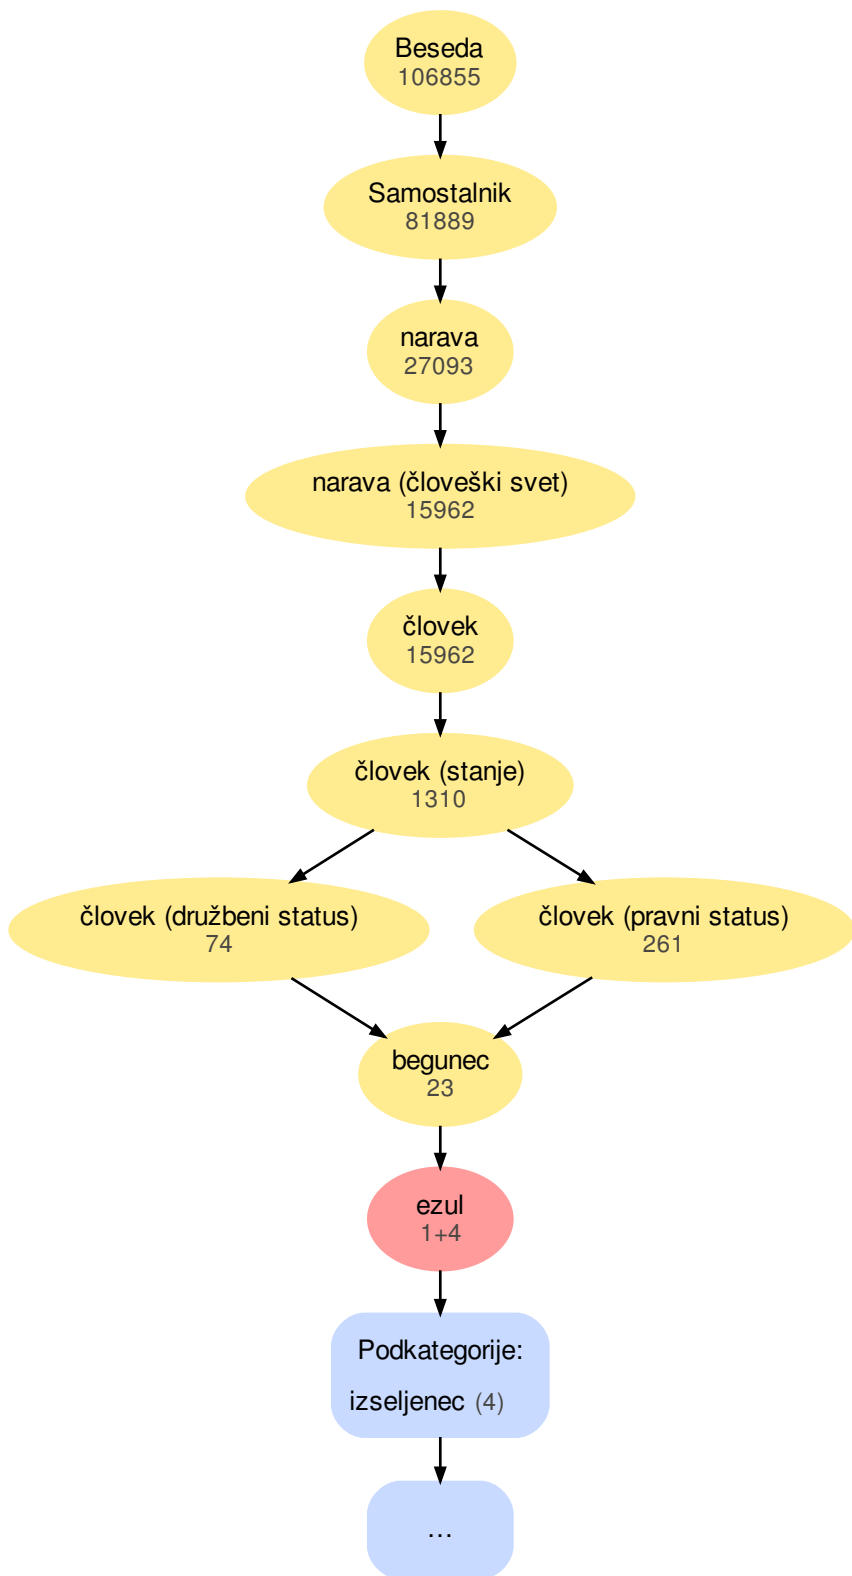 Beseda
106855
Samostalnik
81889
narava
27093
narava (človeški svet)
15962
človek
15962
človek (stanje)
1310
človek (družbeni status)
74
človek (pravni status)
261
begunec
23
ezul
1+4
Podkategorije:
izseljenec (4)
…